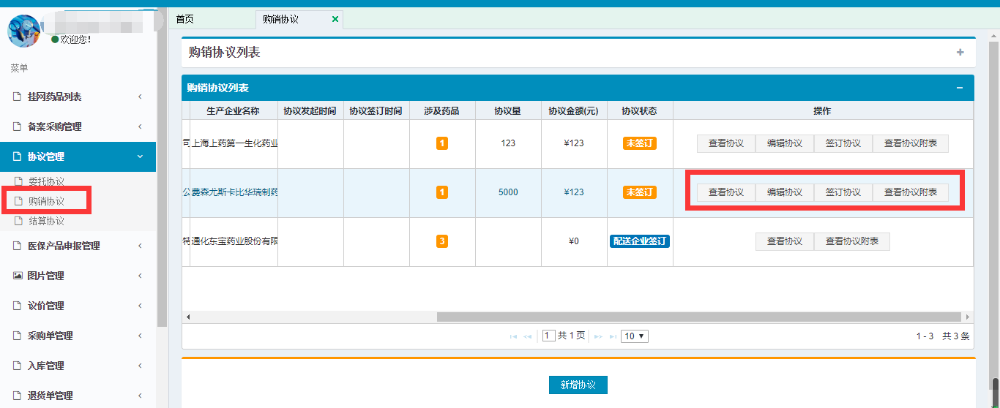 首页
购销协议
欢迎您!
菜单
挂网药品列表
备案采购管理
协议管理
委托协议
购销协议
结算协议
医保产品申报管理
图片管理
议价管理
采购单管理
入库管理
退货单管理
购销协议列表
购销协议列表
生产企业名称 协议发起时间 协议签订时间 涉及药品 协议量 协议金额(元) 协议状态 操作
司 上海上药第一生化药业 1 123 ¥123 未签订 查看协议 编辑协议 签订协议 查看协议附表
公 费森尤斯卡比华瑞制药 1 5000 ¥123 未签订 查看协议 编辑协议 签订协议 查看协议附表
特 通化东宝药业股份有限 3 ¥0 配送企业签订 查看协议 查看协议附表
1 共 1 页 10 1 - 3 共 3 条
新增协议